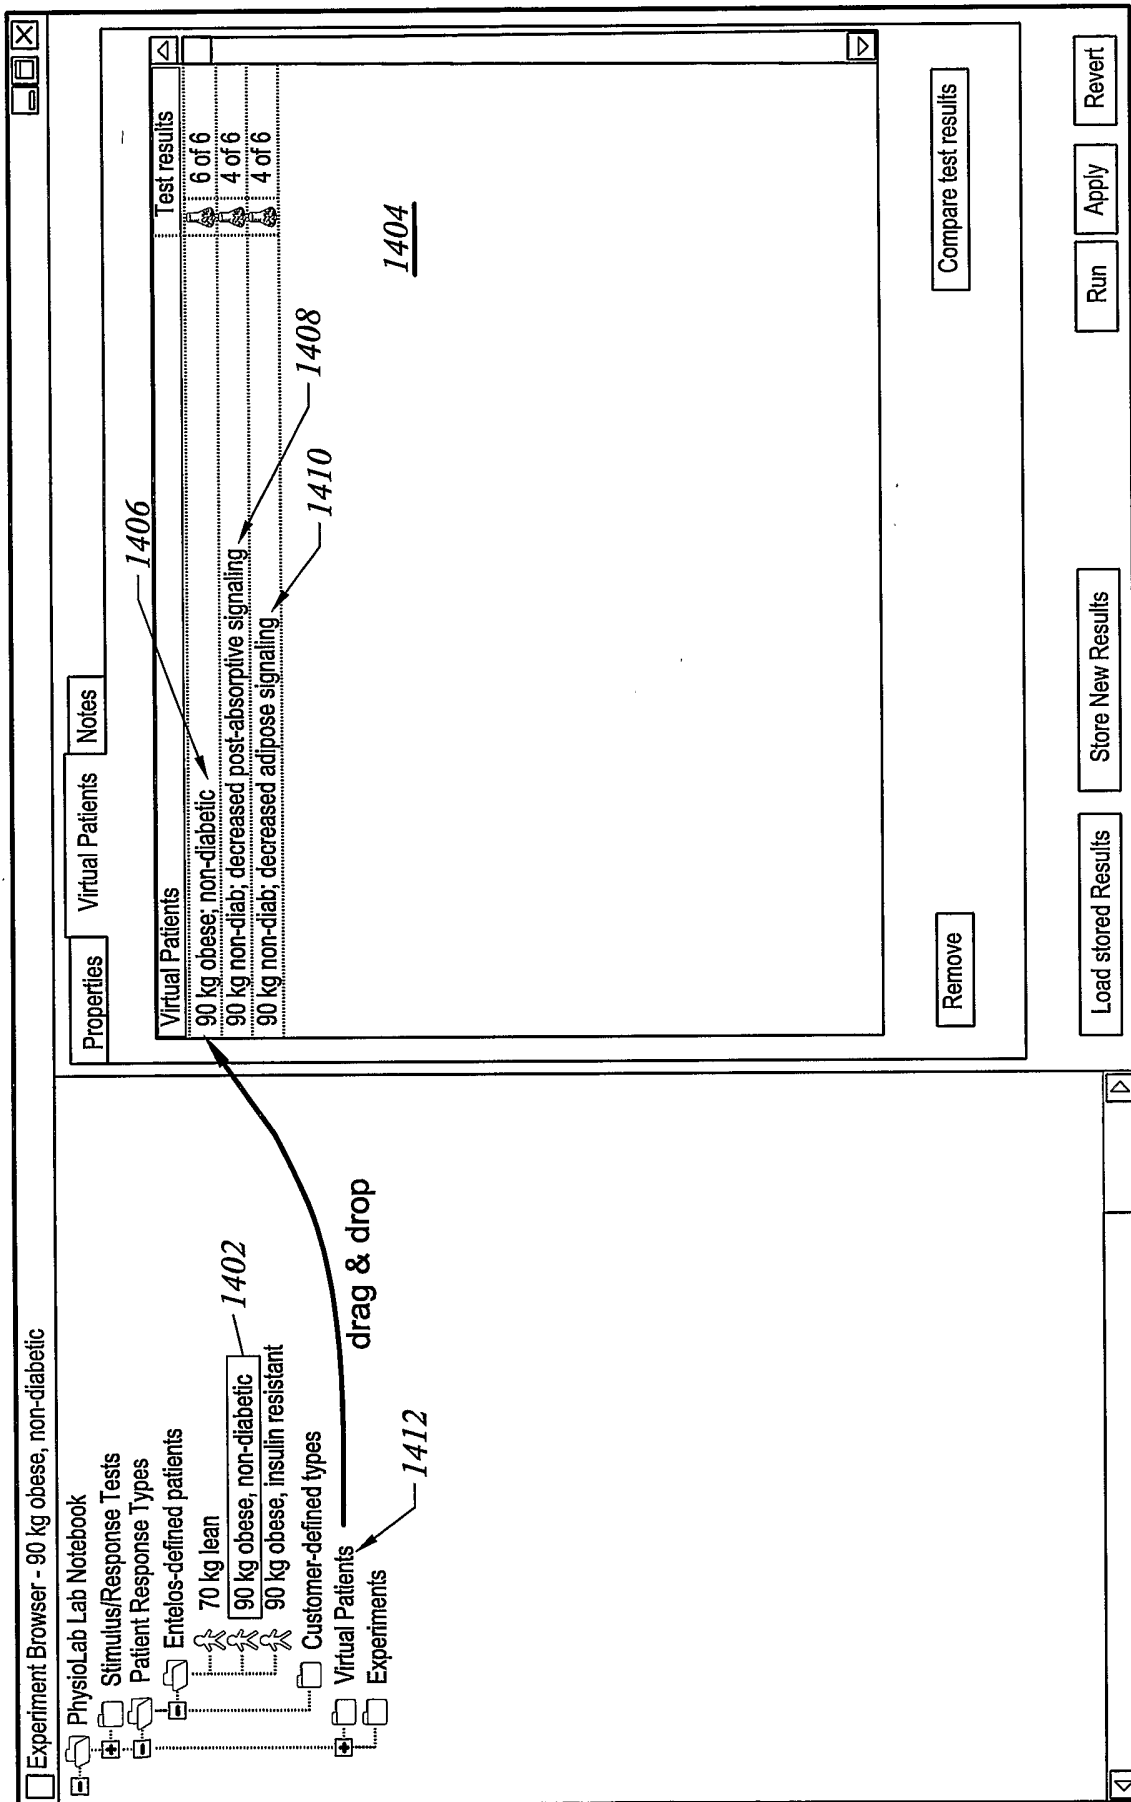 Experiment Browser - 90 kg obese, non-diabetic
PhysioLab Lab Notebook
Stimulus/Response Tests
Patient Response Types
Entelos-defined patients
70 kg lean
90 kg obese, non-diabetic
90 kg obese, insulin resistant
Customer-defined types
Virtual Patients
Experiments
1402
1412
drag & drop
Properties
Virtual Patients
Notes
1406
Virtual Patients Test results
90 kg obese; non-diabetic 6 of 6
90 kg non-diab; decreased post-absorptive signaling 4 of 6
90 kg non-diab; decreased adipose signaling 4 of 6
1408
1410
1404
Remove
Compare test results
Load stored Results
Store New Results
Run
Apply
Revert